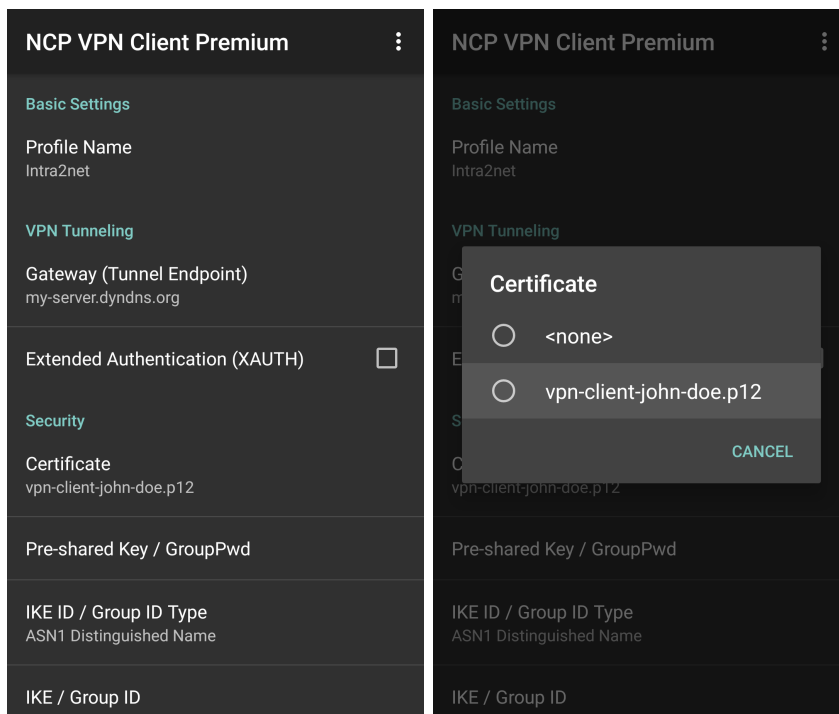 NCP VPN Client Premium
Basic Settings
Profile Name
Intra2net
VPN Tunneling
Gateway (Tunnel Endpoint)
my-server.dyndns.org
Extended Authentication (XAUTH)
Security
Certificate
vpn-client-john-doe.p12
Pre-shared Key / GroupPwd
IKE ID / Group ID Type
ASN1 Distinguished Name
IKE / Group ID
NCP VPN Client Premium
Basic Settings
Profile Name
Intra2net
VPN Tunneling
G
m
E
S
C
vpn-client-john-doe.p12
Certificate
<none>
vpn-client-john-doe.p12
CANCEL
Pre-shared Key / GroupPwd
IKE ID / Group ID Type
ASN1 Distinguished Name
IKE / Group ID